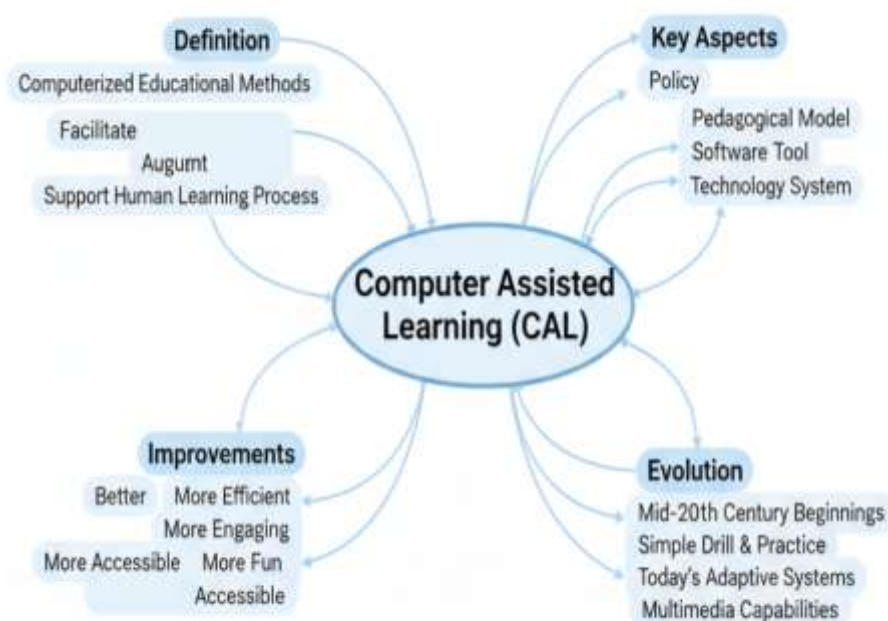 Definition
Computerized Educational Methods
Facilitate
Augurnt
Support Human Learning Process
Key Aspects
Policy
Pedagogical Model
Software Tool
Technology System
Computer Assisted
Learning (CAL)
Improvements
Better More Efficient
More Engaging
More Accessible More Fun
Accessible
Evolution
Mid-20th Century Beginnings
Simple Drill & Practice
Today's Adaptive Systems
Multimedia Capabilities